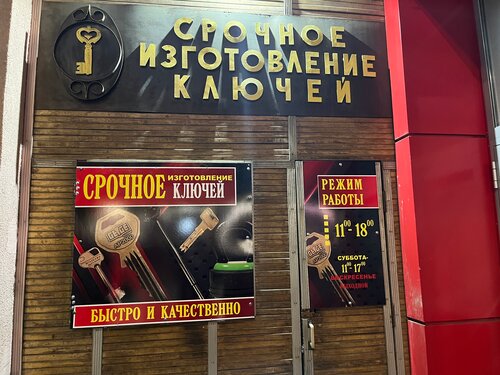 СРОЧНОЕ
ИЗГОТОВЛЕНИЕ
КЛЮЧЕЙ
СРОЧНОЕ ИЗГОТОВЛЕНИЕ
КЛЮЧЕЙ
БЫСТРО И КАЧЕСТВЕННО
РЕЖИМ
РАБОТЫ
11⁰⁰-18⁰⁰
СУББОТА-
11⁰⁰-17⁰⁰
ВОСКРЕСЕНЬЕ
ВЫХОДНОЙ